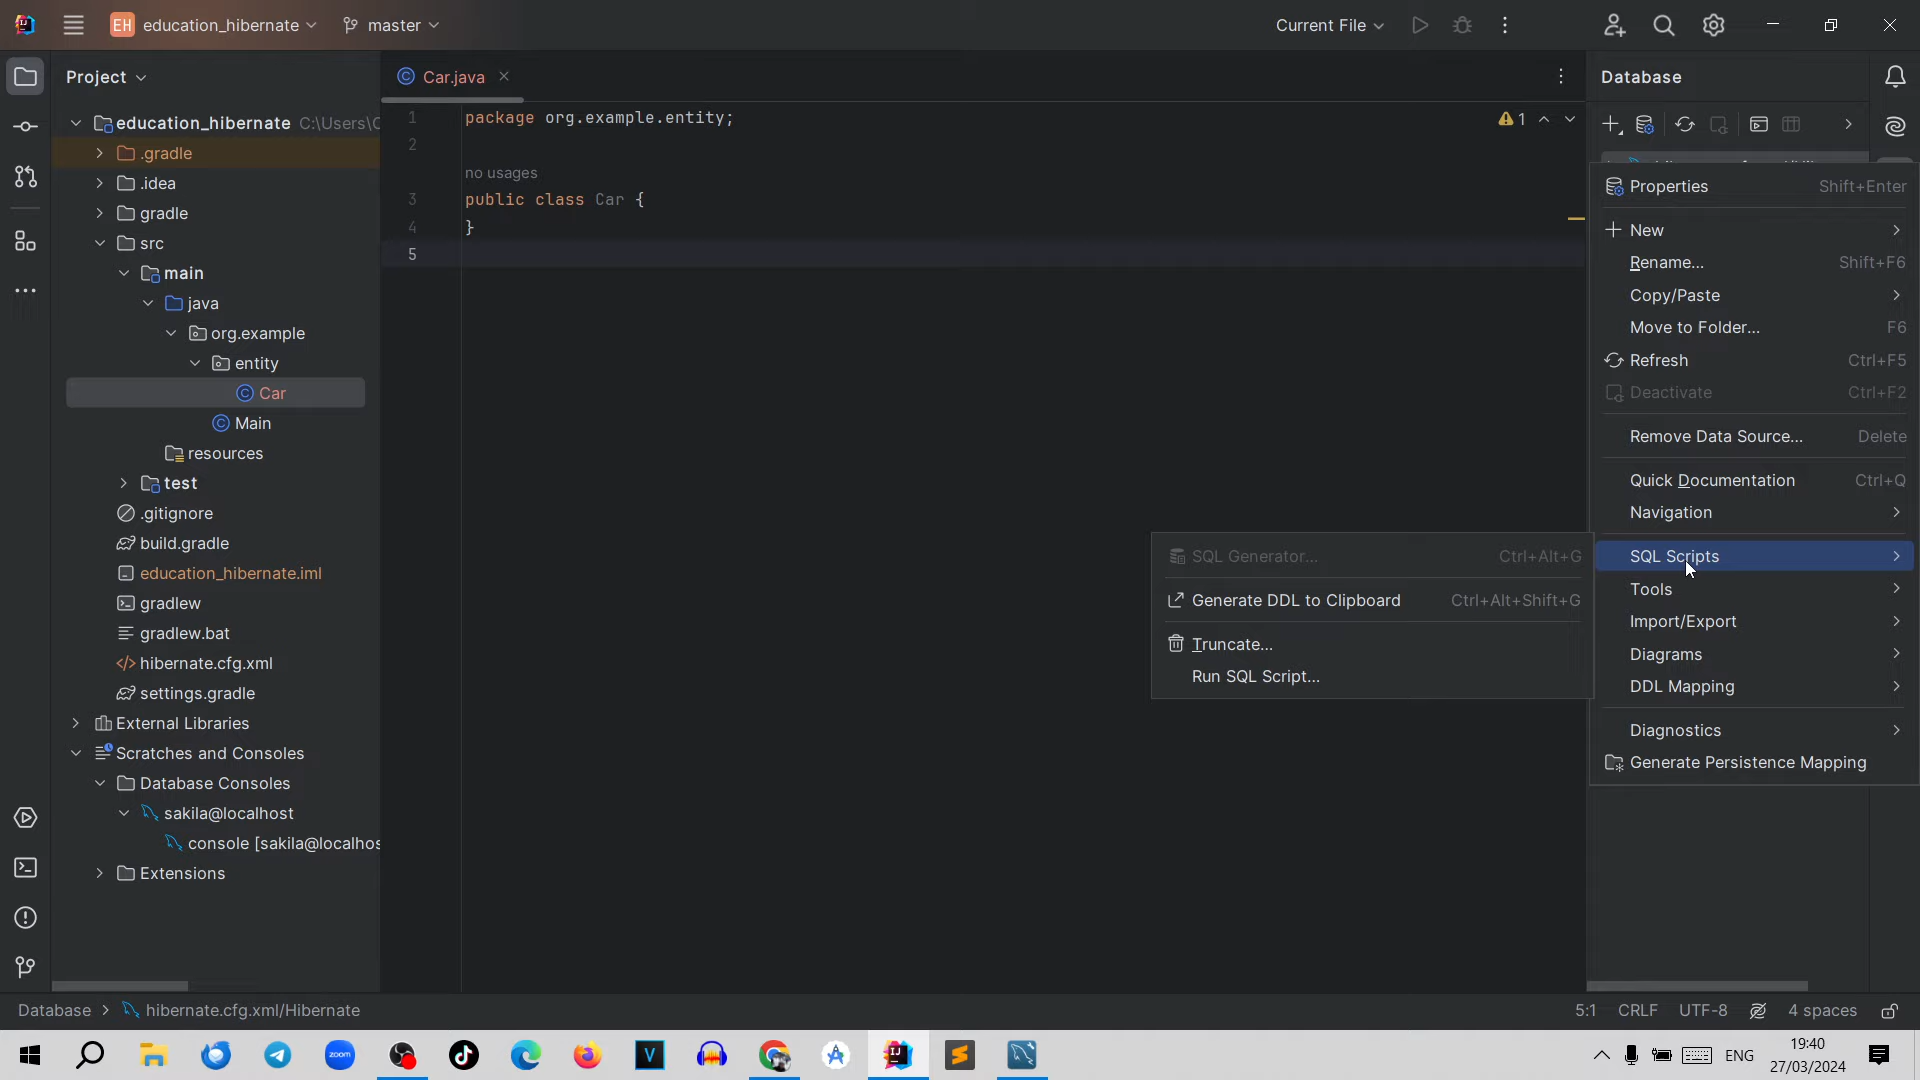 EH education_hibernate master Current File
Project
Car.java
Database
education_hibernate C:\Users\C
.gradle
.idea
gradle
src
main
java
org.example
entity
Car
Main
resources
test
.gitignore
build.gradle
education_hibernate.iml
gradlew
gradlew.bat
hibernate.cfg.xml
settings.gradle
External Libraries
Scratches and Consoles
Database Consoles
sakila@localhost
console [sakila@localhos
Extensions
1 package org.example.entity;
2
no usages
3 public class Car {
4 }
5
1
Properties Shift+Enter
New
Rename... Shift+F6
Copy/Paste
Move to Folder... F6
Refresh Ctrl+F5
Deactivate Ctrl+F2
Remove Data Source... Delete
Quick Documentation Ctrl+Q
Navigation
SQL Scripts
Tools
Import/Export
Diagrams
DDL Mapping
Diagnostics
Generate Persistence Mapping
SQL Generator... Ctrl+Alt+G
Generate DDL to Clipboard Ctrl+Alt+Shift+G
Truncate...
Run SQL Script...
Database hibernate.cfg.xml/Hibernate
5:1 CRLF UTF-8 4 spaces
zoom
V
ENG
19:40
27/03/2024